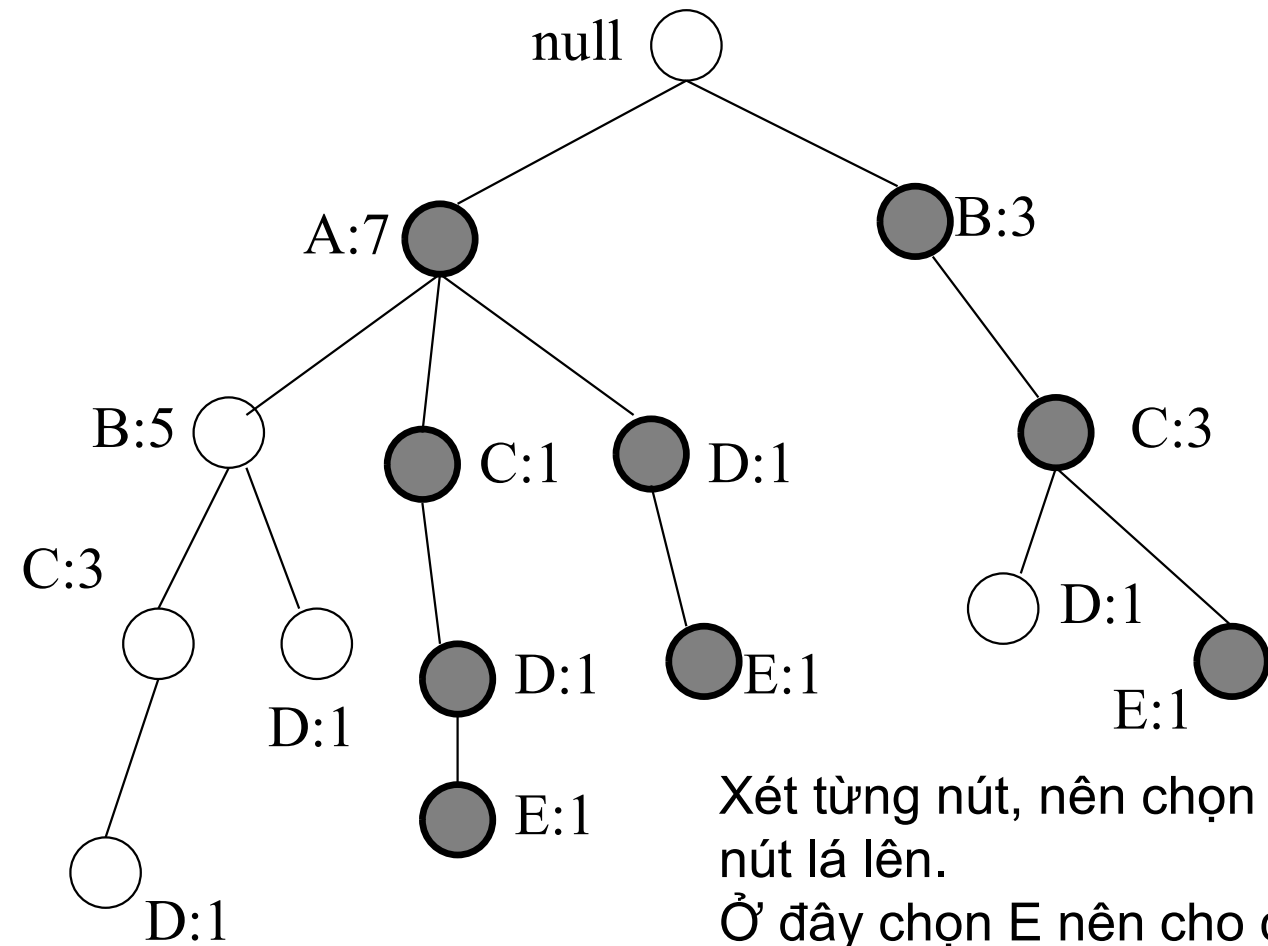 null
A:7
B:3
B:5
C:1
D:1
C:3
C:3
D:1
D:1
D:1
E:1
E:1
E:1
D:1
Xét từng nút, nên chọn
nút lá lên.
Ở đây chọn E nên cho